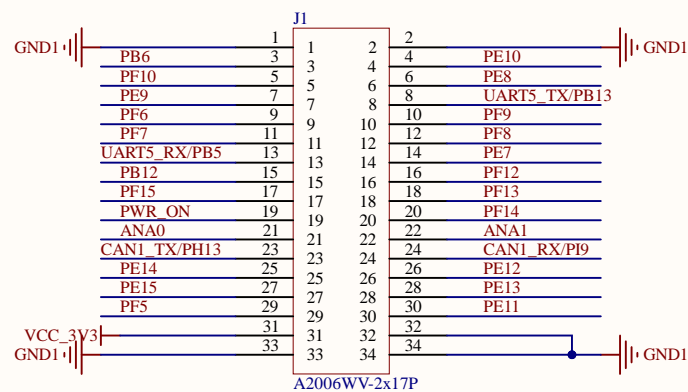 J1
GND1 1 1 2 2 GND1
PB6 3 3 4 4 PE10
PF10 5 5 6 6 PE8
PE9 7 7 8 8 UART5_TX/PB13
PF6 9 9 10 10 PF9
PF7 11 11 12 12 PF8
UART5_RX/PB5 13 13 14 14 PE7
PB12 15 15 16 16 PF12
PF15 17 17 18 18 PF13
PWR_ON 19 19 20 20 PF14
ANA0 21 21 22 22 ANA1
CAN1_TX/PH13 23 23 24 24 CAN1_RX/PI9
PE14 25 25 26 26 PE12
PE15 27 27 28 28 PE13
PF5 29 29 30 30 PE11
VCC_3V3 31 31 32 32
GND1 33 33 34 34 GND1
A2006WV-2x17P